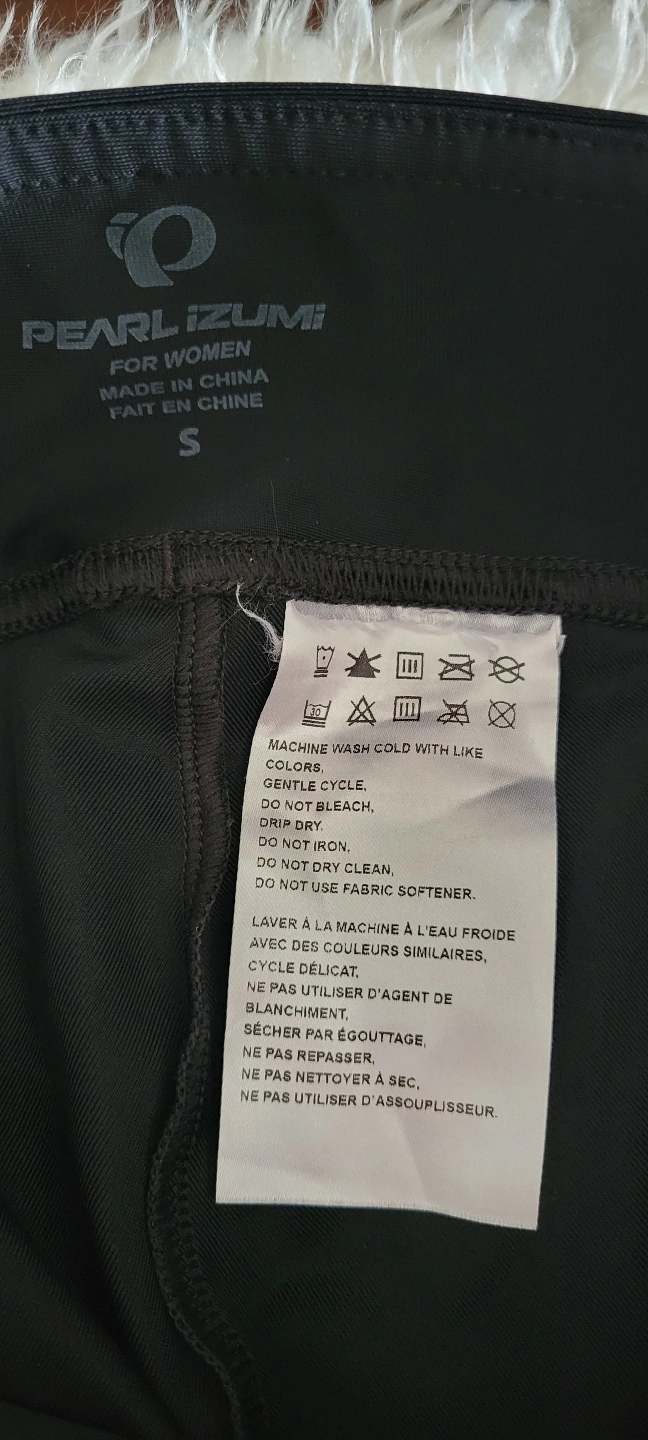 PEARL iZUMi
FOR WOMEN
MADE IN CHINA
FAIT EN CHINE
S
30
MACHINE WASH COLD WITH LIKE
COLORS,
GENTLE CYCLE,
DO NOT BLEACH,
DRIP DRY.
DO NOT IRON,
DO NOT DRY CLEAN,
DO NOT USE FABRIC SOFTENER.
LAVER À LA MACHINE À L'EAU FROIDE
AVEC DES COULEURS SIMILAIRES,
CYCLE DÉLICAT,
NE PAS UTILISER D'AGENT DE
BLANCHIMENT,
SÉCHER PAR ÉGOUTTAGE,
NE PAS REPASSER,
NE PAS NETTOYER À SEC,
NE PAS UTILISER D'ASSOUPLISSEUR.